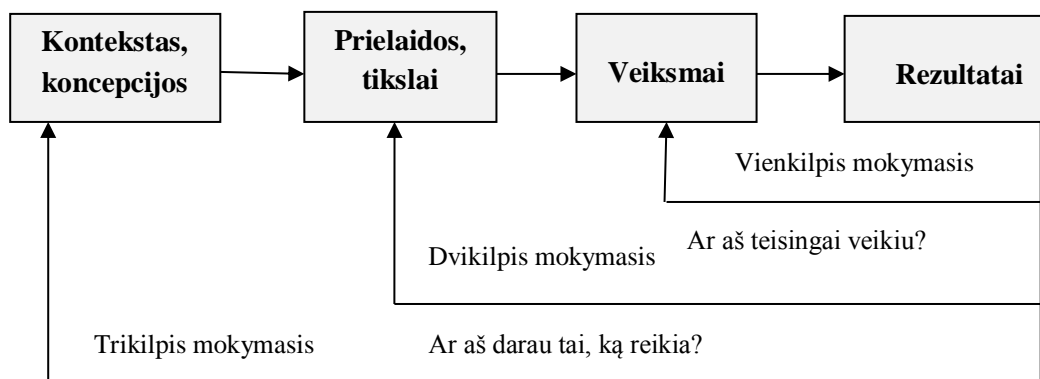 Kontekstas,
koncepcijos
Prielaidos,
tikslai
Veiksmai
Rezultatai
Vienkilpis mokymasis
Ar aš teisingai veikiu?
Dvikilpis mokymasis
Ar aš darau tai, ką reikia?
Trikilpis mokymasis